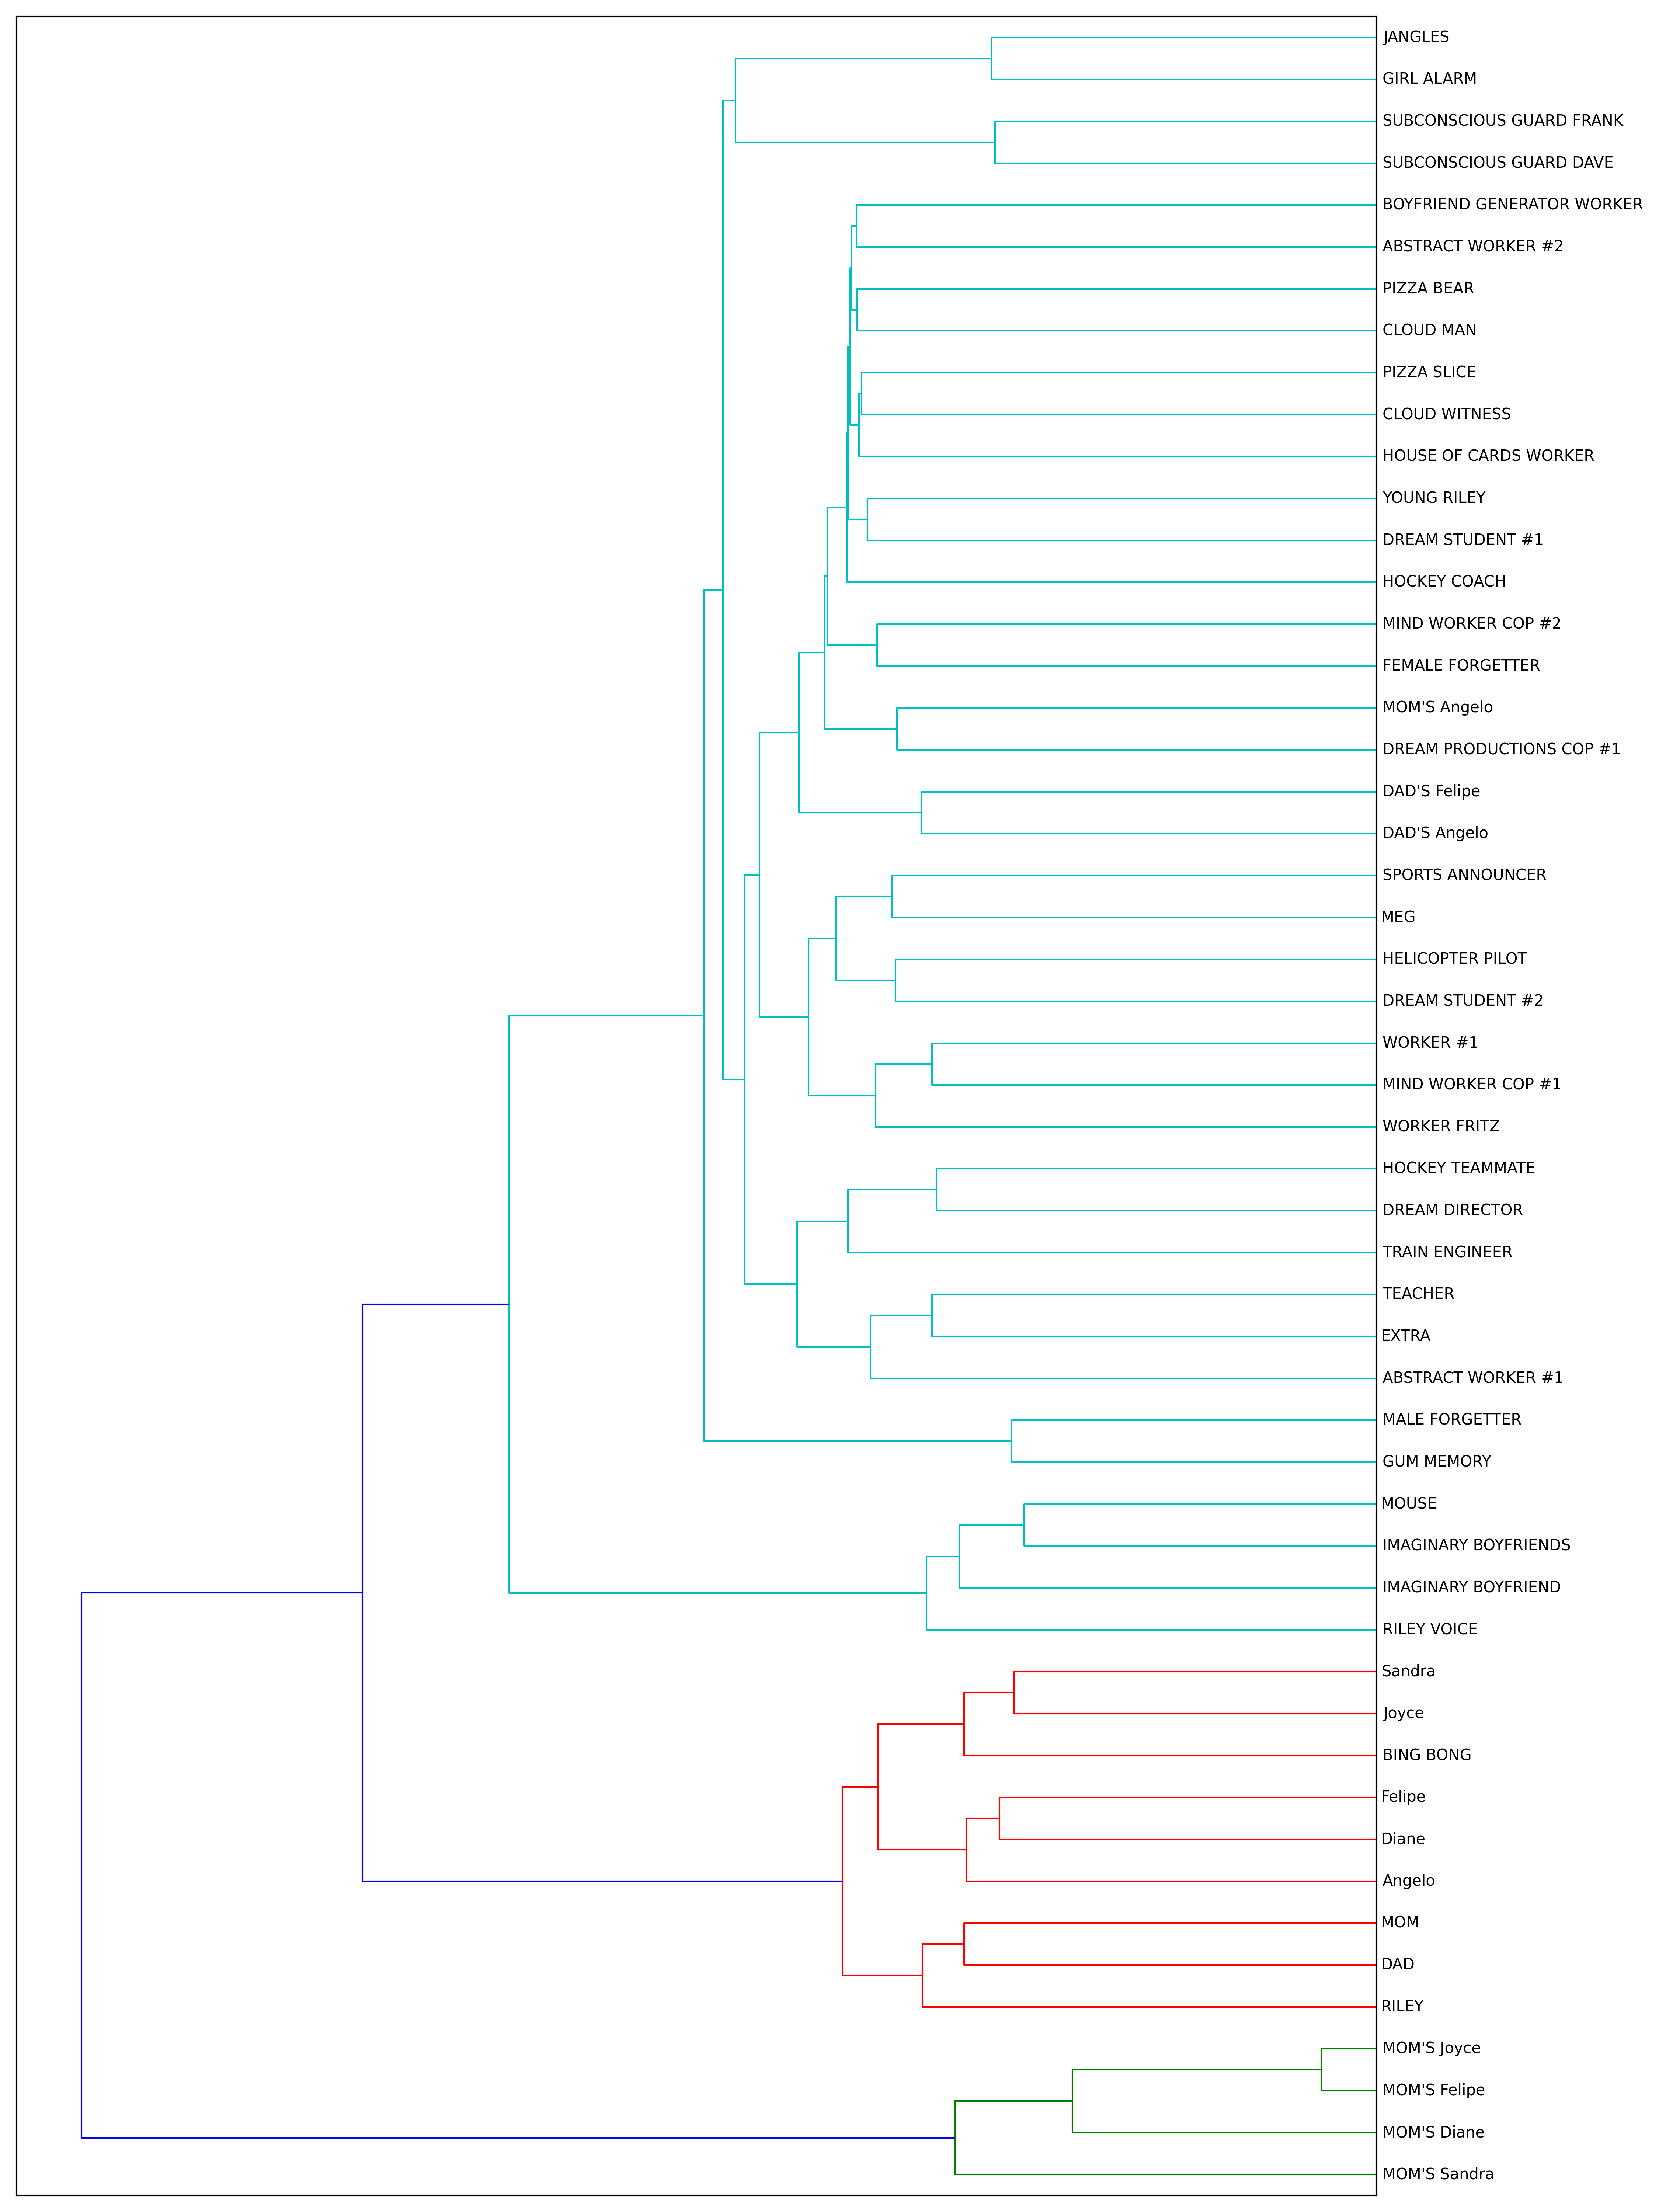 JANGLES
GIRL ALARM
SUBCONSCIOUS GUARD FRANK
SUBCONSCIOUS GUARD DAVE
BOYFRIEND GENERATOR WORKER
ABSTRACT WORKER #2
PIZZA BEAR
CLOUD MAN
PIZZA SLICE
CLOUD WITNESS
HOUSE OF CARDS WORKER
YOUNG RILEY
DREAM STUDENT #1
HOCKEY COACH
MIND WORKER COP #2
FEMALE FORGETTER
MOM'S Angelo
DREAM PRODUCTIONS COP #1
DAD'S Felipe
DAD'S Angelo
SPORTS ANNOUNCER
MEG
HELICOPTER PILOT
DREAM STUDENT #2
WORKER #1
MIND WORKER COP #1
WORKER FRITZ
HOCKEY TEAMMATE
DREAM DIRECTOR
TRAIN ENGINEER
TEACHER
EXTRA
ABSTRACT WORKER #1
MALE FORGETTER
GUM MEMORY
MOUSE
IMAGINARY BOYFRIENDS
IMAGINARY BOYFRIEND
RILEY VOICE
Sandra
Joyce
BING BONG
Felipe
Diane
Angelo
MOM
DAD
RILEY
MOM'S Joyce
MOM'S Felipe
MOM'S Diane
MOM'S Sandra